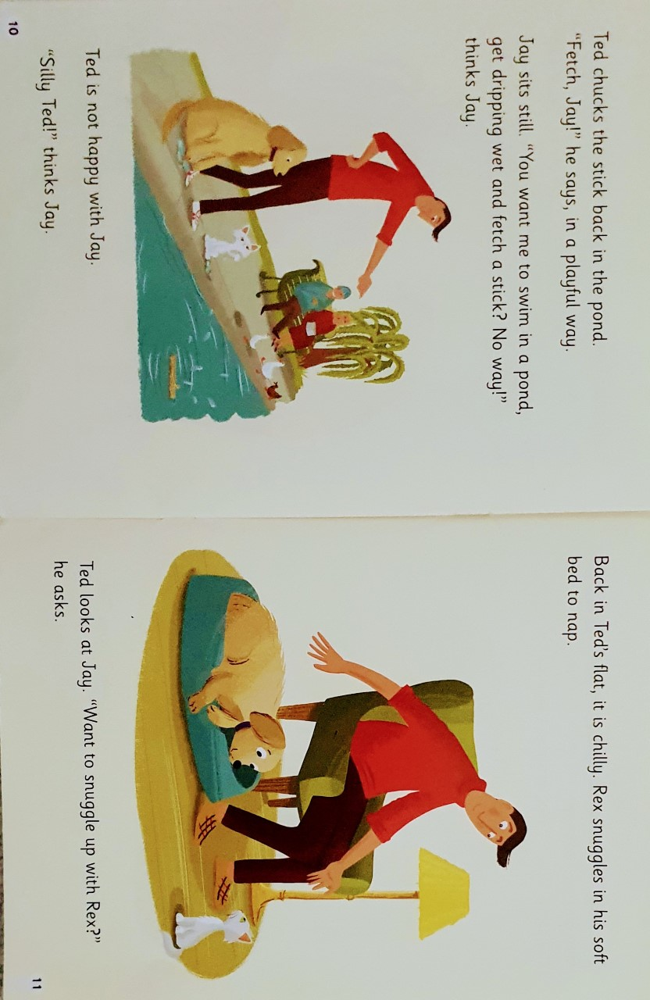 Ted chucks the stick back in the pond.
“Fetch, Jay!” he says, in a playful way.
Jay sits still. “You want me to swim in a pond,
get dripping wet and fetch a stick? No way!”
thinks Jay.
Ted is not happy with Jay.
“Silly Ted!” thinks Jay.
10
Back in Ted’s flat, it is chilly. Rex snuggles in his soft
bed to nap.
Ted looks at Jay. “Want to snuggle up with Rex?”
he asks.
11